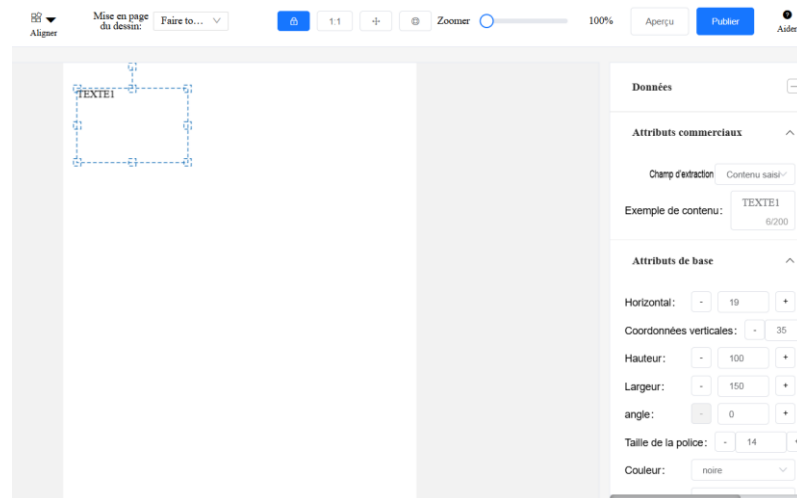 Aligner
Mise en page
du dessin:
Faire to...
1:1
Zoomer
100%
Aperçu
Publier
Aider
TEXTE1
Données
Attributs commerciaux
Champ d'extraction
Contenu saisi
Exemple de contenu:
TEXTE1
6/200
Attributs de base
Horizontal:
- 19 +
Coordonnées verticales:
- 35
Hauteur:
- 100 +
Largeur:
- 150 +
angle:
- 0 +
Taille de la police:
- 14
Couleur:
noire